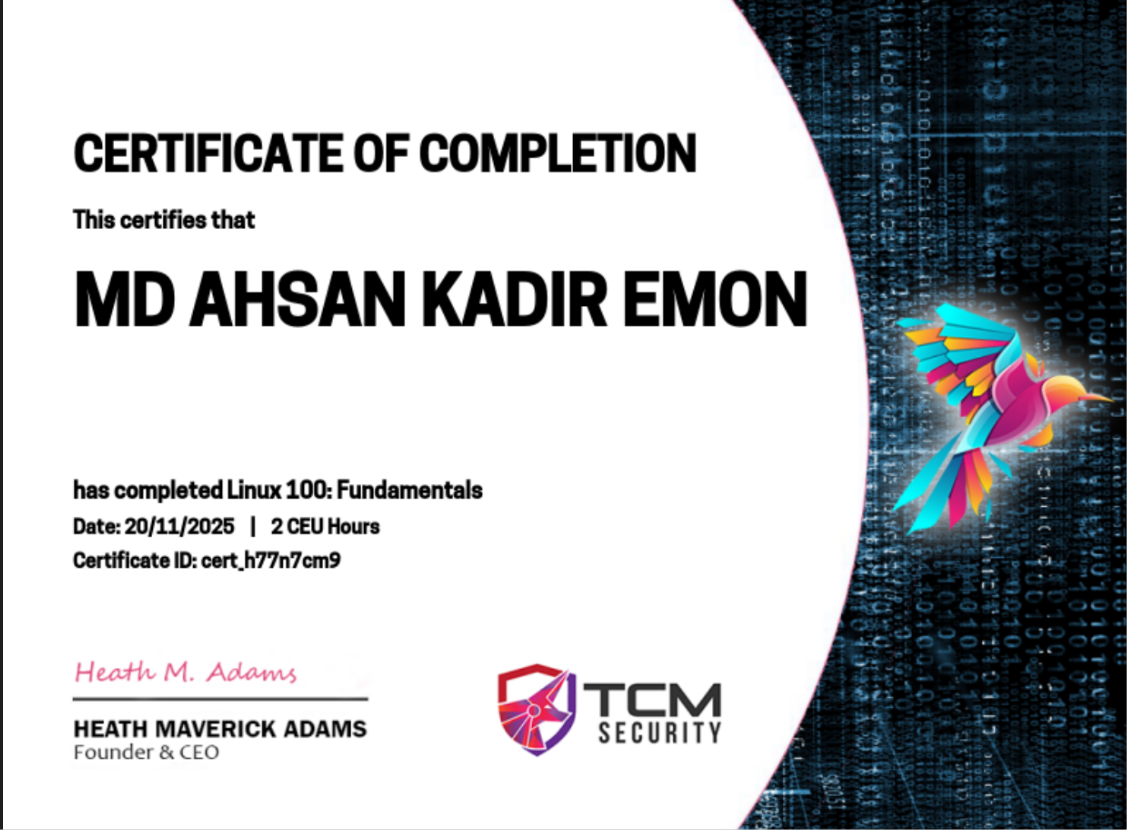 CERTIFICATE OF COMPLETION
This certifies that
MD AHSAN KADIR EMON
has completed Linux 100: Fundamentals
Date: 20/11/2025 | 2 CEU Hours
Certificate ID: cert_h77n7cm9
Heath M. Adams
HEATH MAVERICK ADAMS
Founder & CEO
TCM
SECURITY